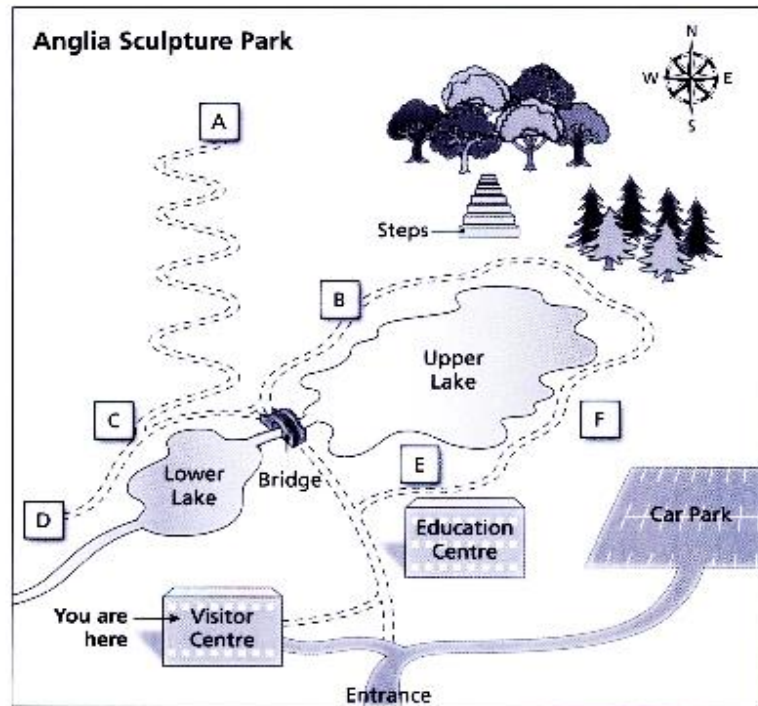 Anglia Sculpture Park
N
W E
S
A
Steps
B
Upper
Lake
C
F
Lower
Lake
Bridge
E
D
Education
Centre
Car Park
You are
here
Visitor
Centre
Entrance